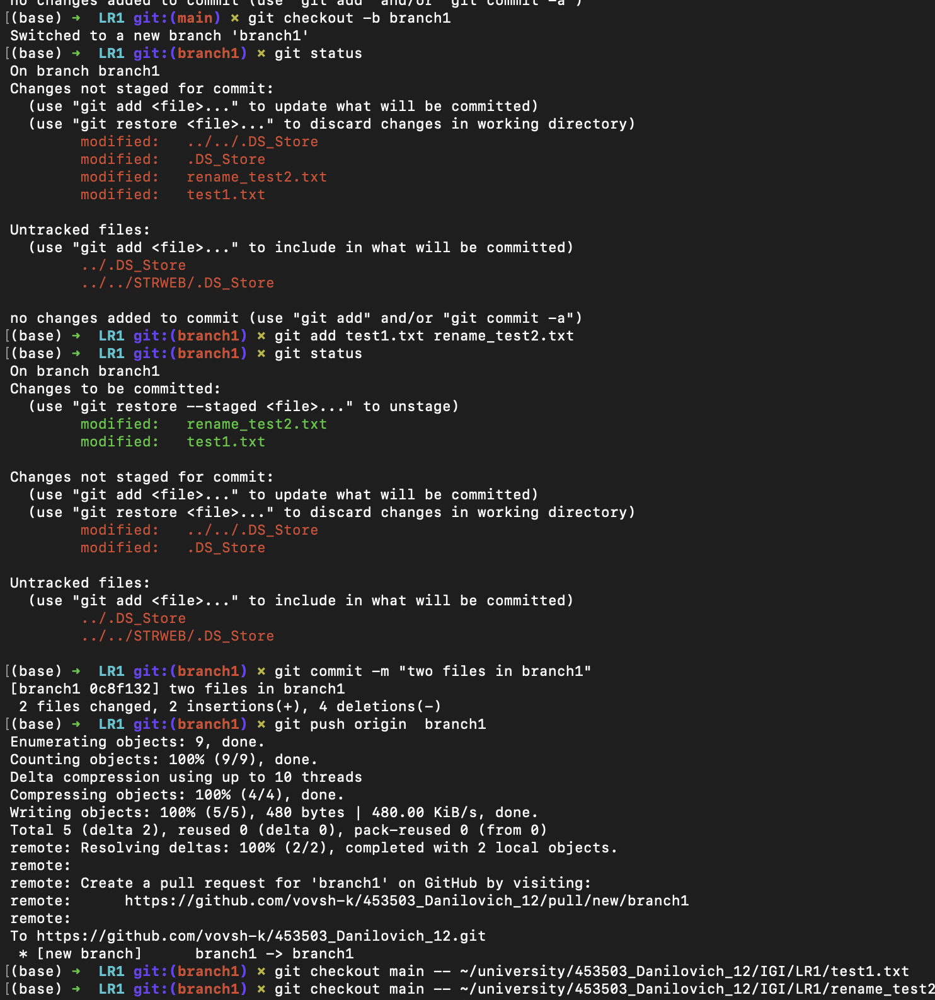 no changes added to commit (use "git add" and/or "git commit -a")
[(base) ➜  LR1 git:(main) ✗ git checkout -b branch1
Switched to a new branch 'branch1'
[(base) ➜  LR1 git:(branch1) ✗ git status
On branch branch1
Changes not staged for commit:
  (use "git add <file>..." to update what will be committed)
  (use "git restore <file>..." to discard changes in working directory)
        modified:   ../../.DS_Store
        modified:   .DS_Store
        modified:   rename_test2.txt
        modified:   test1.txt

Untracked files:
  (use "git add <file>..." to include in what will be committed)
        ../.DS_Store
        ../../STRWEB/.DS_Store

no changes added to commit (use "git add" and/or "git commit -a")
[(base) ➜  LR1 git:(branch1) ✗ git add test1.txt rename_test2.txt
[(base) ➜  LR1 git:(branch1) ✗ git status
On branch branch1
Changes to be committed:
  (use "git restore --staged <file>..." to unstage)
        modified:   rename_test2.txt
        modified:   test1.txt

Changes not staged for commit:
  (use "git add <file>..." to update what will be committed)
  (use "git restore <file>..." to discard changes in working directory)
        modified:   ../../.DS_Store
        modified:   .DS_Store

Untracked files:
  (use "git add <file>..." to include in what will be committed)
        ../.DS_Store
        ../../STRWEB/.DS_Store

[(base) ➜  LR1 git:(branch1) ✗ git commit -m "two files in branch1"
[branch1 0c8f132] two files in branch1
 2 files changed, 2 insertions(+), 4 deletions(-)
[(base) ➜  LR1 git:(branch1) ✗ git push origin  branch1
Enumerating objects: 9, done.
Counting objects: 100% (9/9), done.
Delta compression using up to 10 threads
Compressing objects: 100% (4/4), done.
Writing objects: 100% (5/5), 480 bytes | 480.00 KiB/s, done.
Total 5 (delta 2), reused 0 (delta 0), pack-reused 0 (from 0)
remote: Resolving deltas: 100% (2/2), completed with 2 local objects.
remote:
remote: Create a pull request for 'branch1' on GitHub by visiting:
remote:      https://github.com/vovsh-k/453503_Danilovich_12/pull/new/branch1
remote:
To https://github.com/vovsh-k/453503_Danilovich_12.git
 * [new branch]      branch1 -> branch1
[(base) ➜  LR1 git:(branch1) ✗ git checkout main -- ~/university/453503_Danilovich_12/IGI/LR1/test1.txt
[(base) ➜  LR1 git:(branch1) ✗ git checkout main -- ~/university/453503_Danilovich_12/IGI/LR1/rename_test2